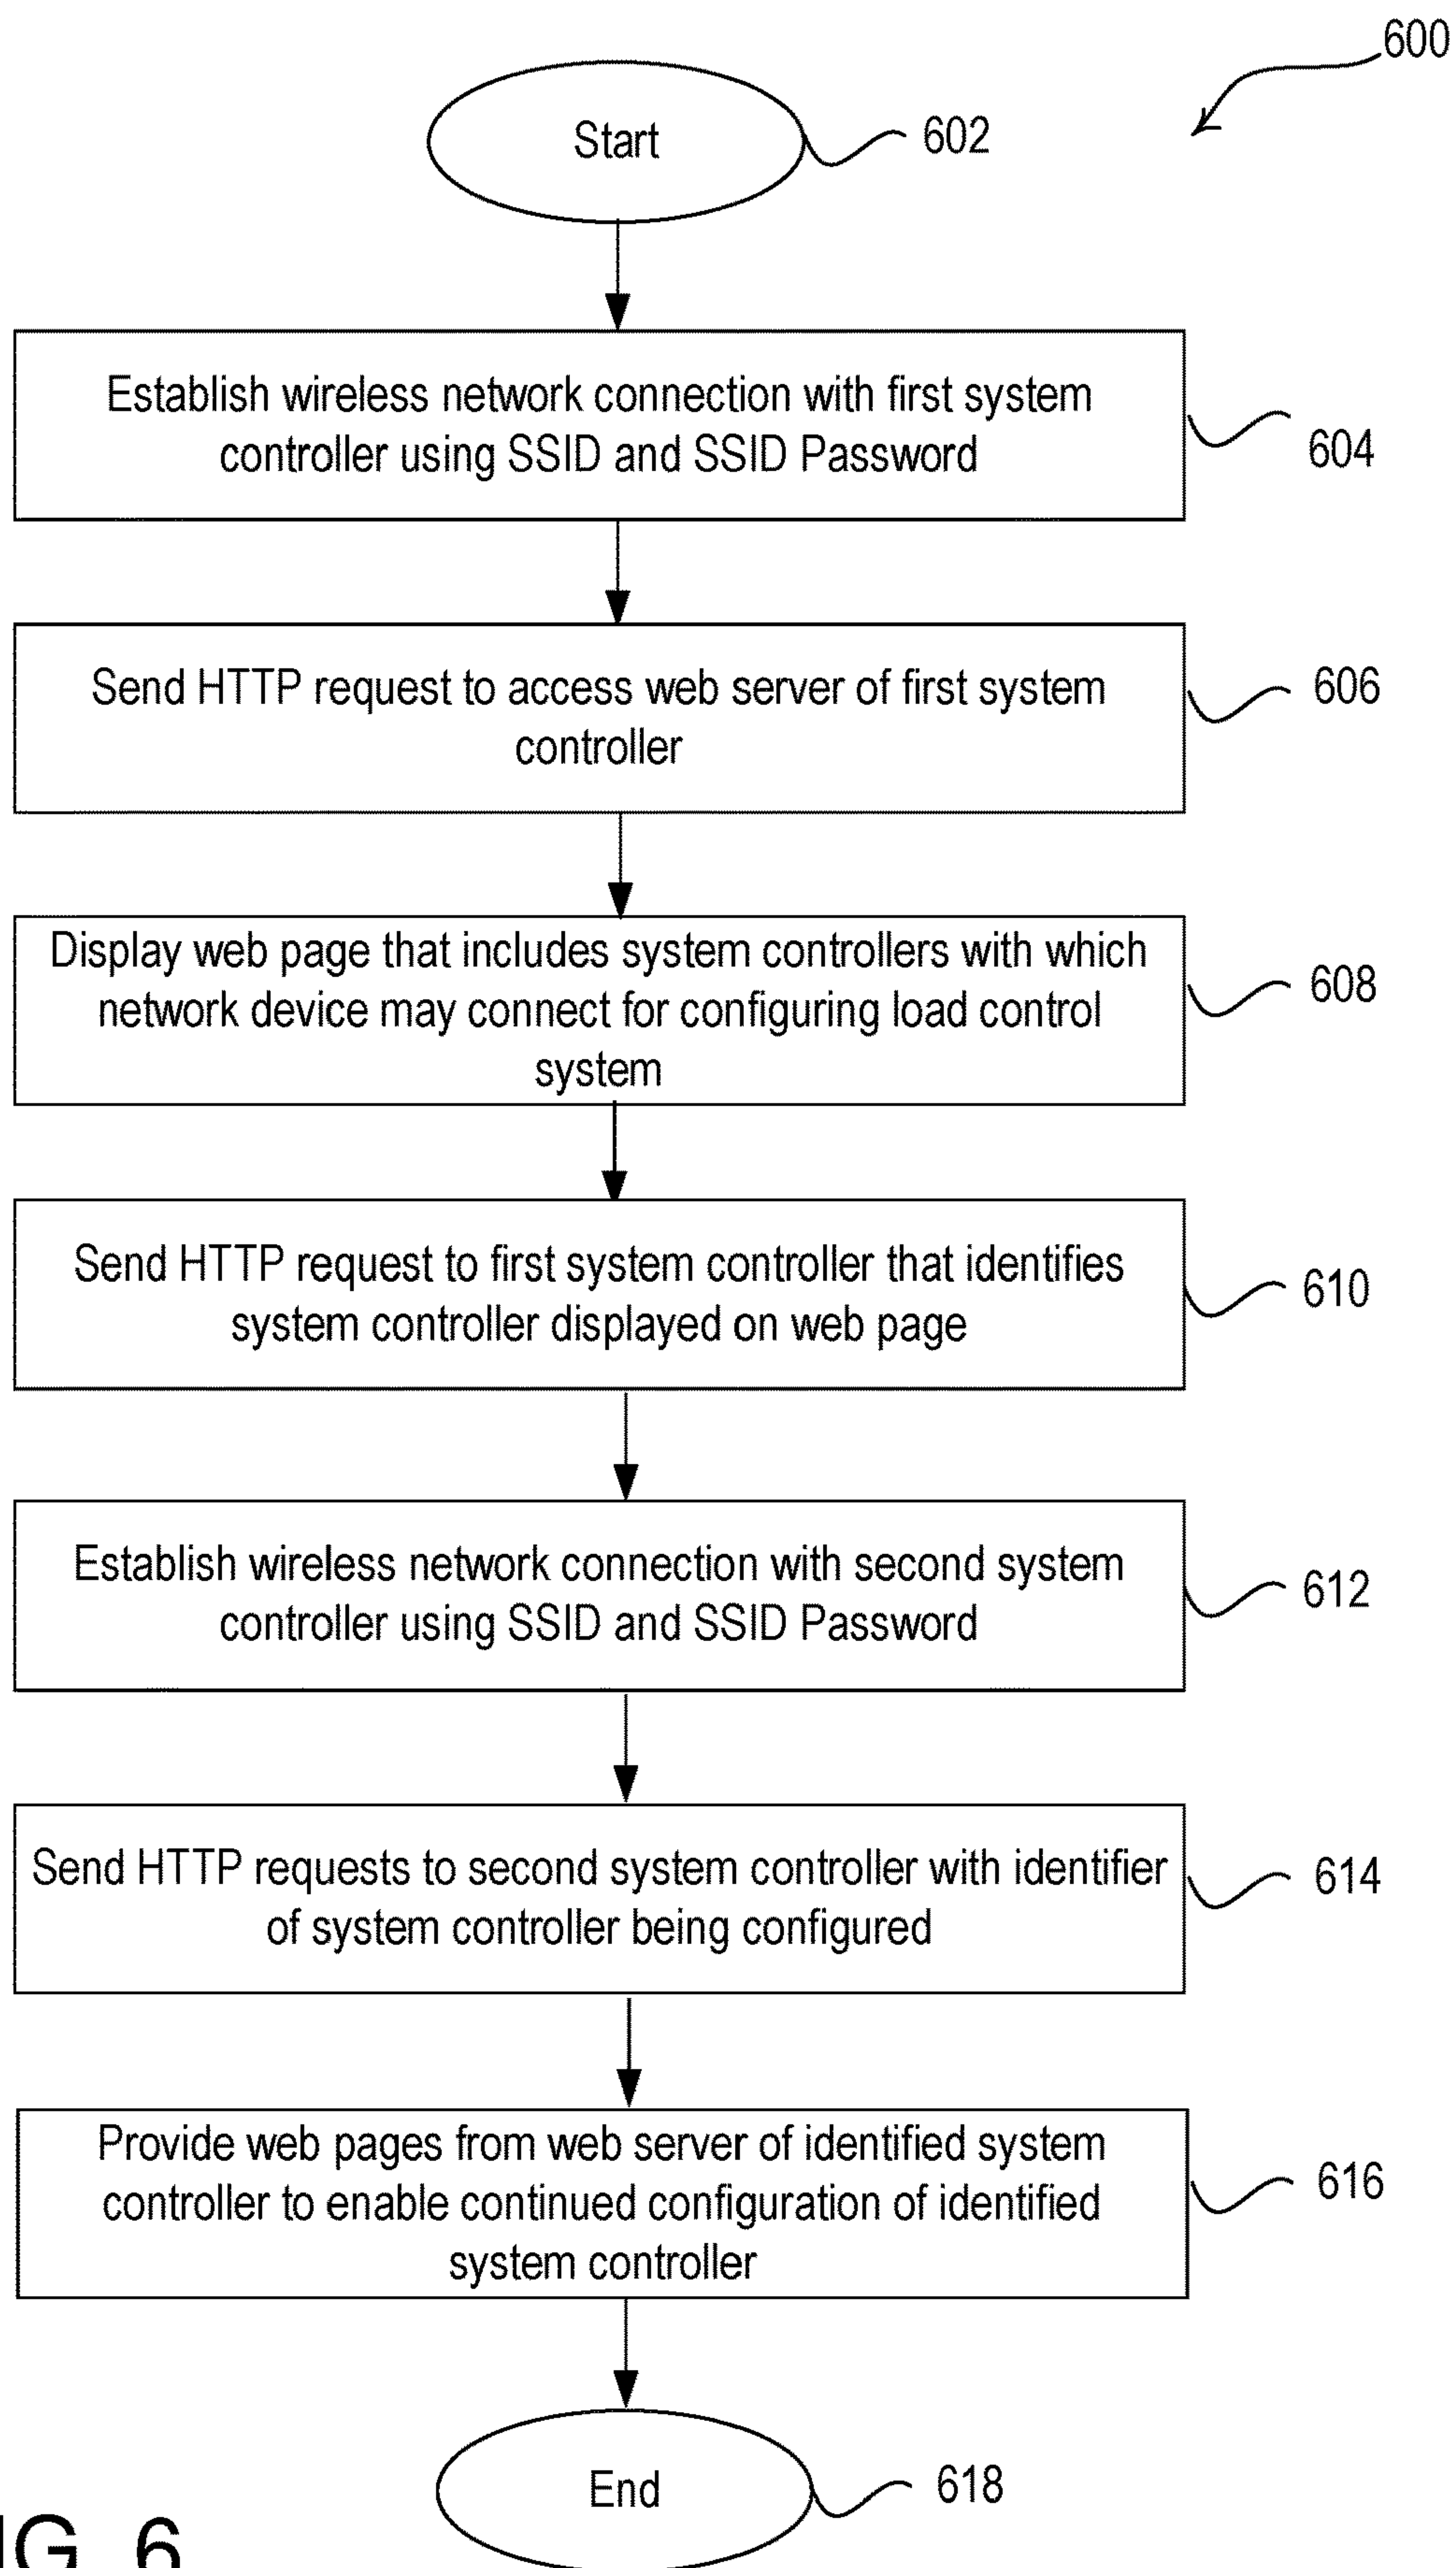 600
Start
602
Establish wireless network connection with first system
controller using SSID and SSID Password
604
Send HTTP request to access web server of first system
controller
606
Display web page that includes system controllers with which
network device may connect for configuring load control
system
608
Send HTTP request to first system controller that identifies
system controller displayed on web page
610
Establish wireless network connection with second system
controller using SSID and SSID Password
612
Send HTTP requests to second system controller with identifier
of system controller being configured
614
Provide web pages from web server of identified system
controller to enable continued configuration of identified
system controller
616
End
618
IG. 6